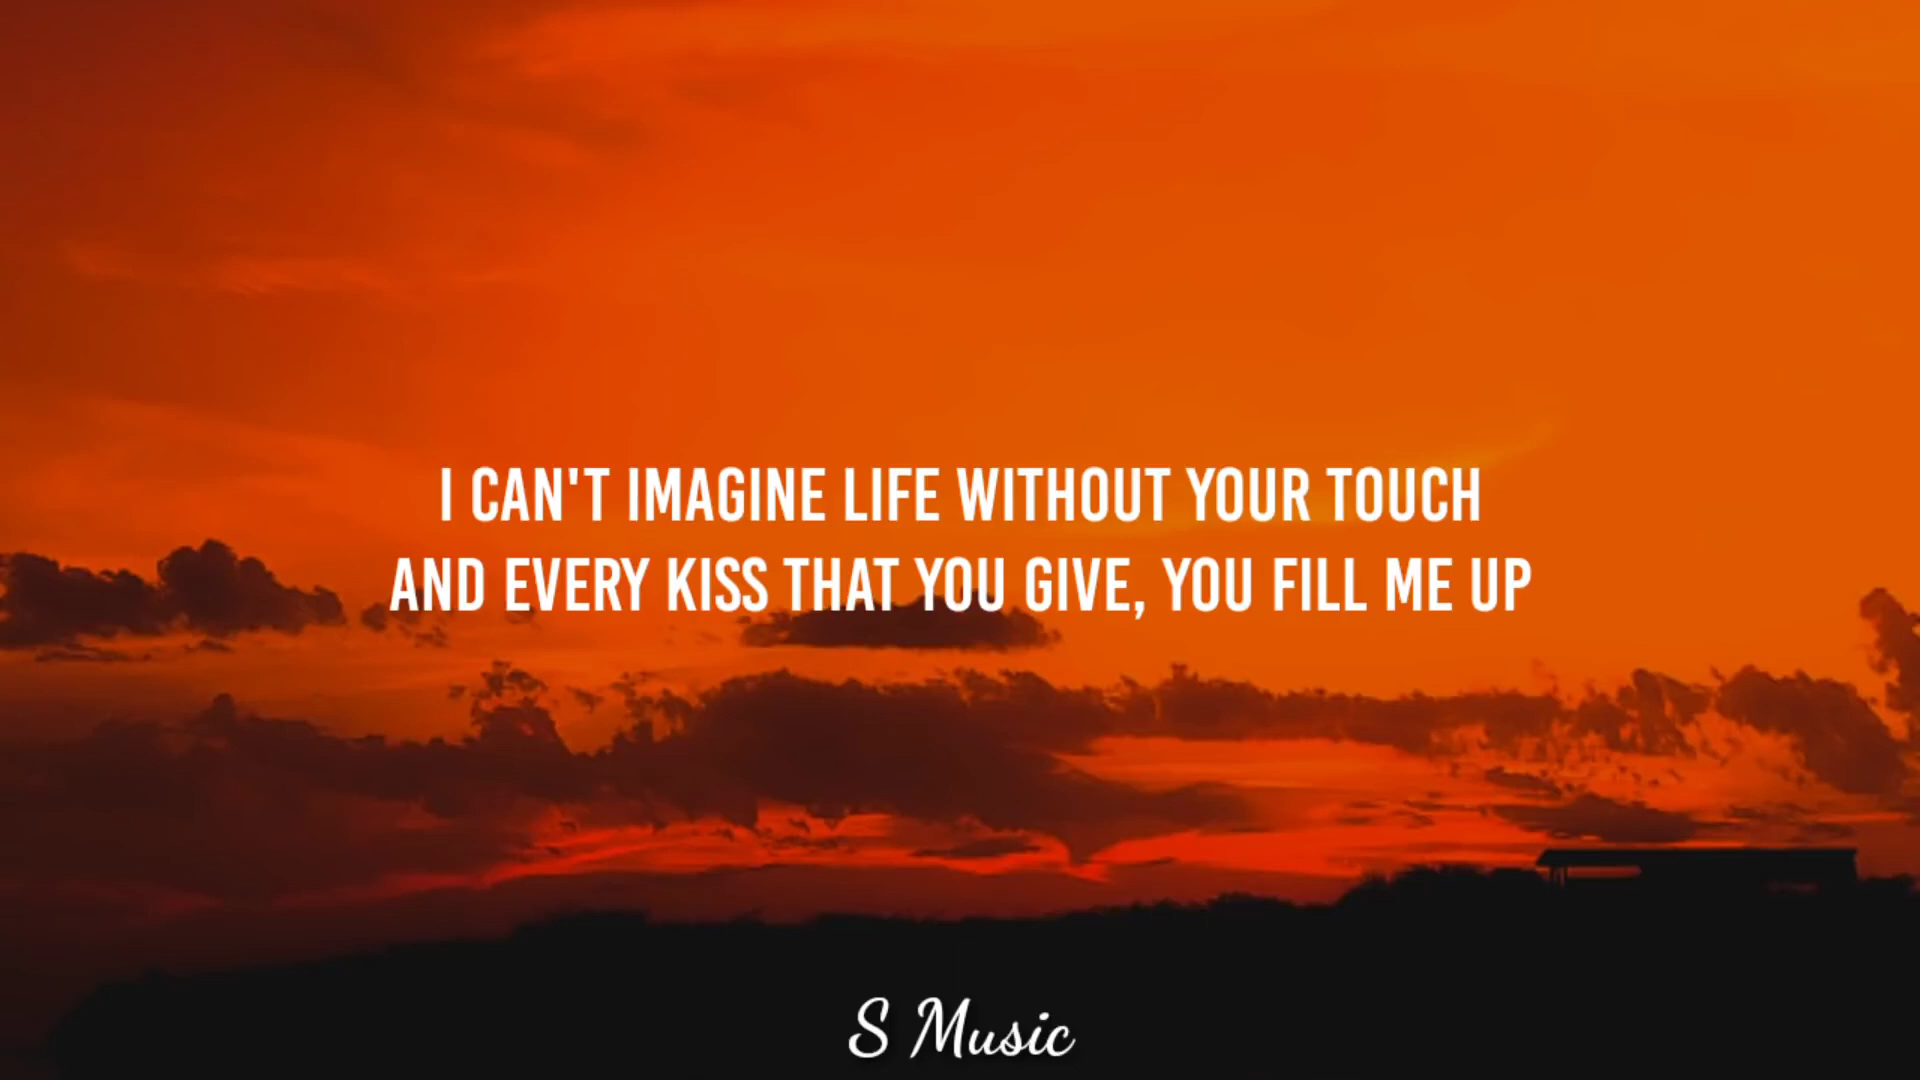 I CAN'T IMAGINE LIFE WITHOUT YOUR TOUCH
AND EVERY KISS THAT YOU GIVE, YOU FILL ME UP
S Music